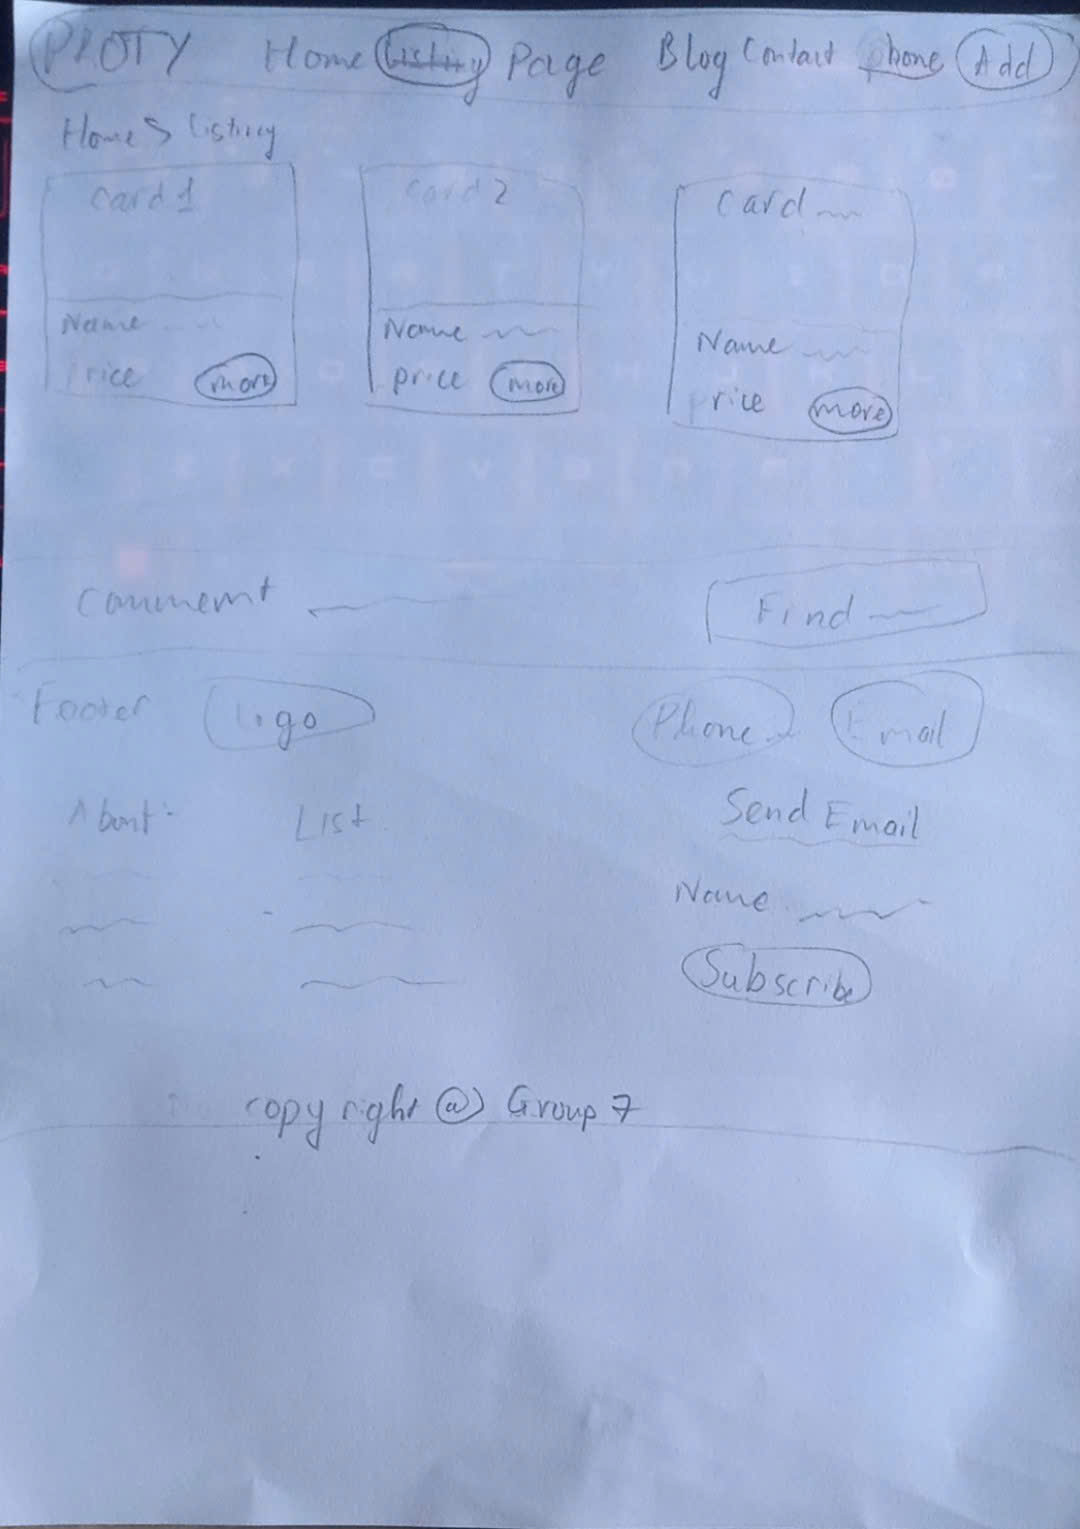 PROTY Home Listing Page Blog Contact phone Add
Home > Listing
card 1 card 2 card
Name Name Name
price more price more price more
Comment Find
Footer Logo Phone Email
About List Send Email
Name
Subscribe
copy right @ Group 7